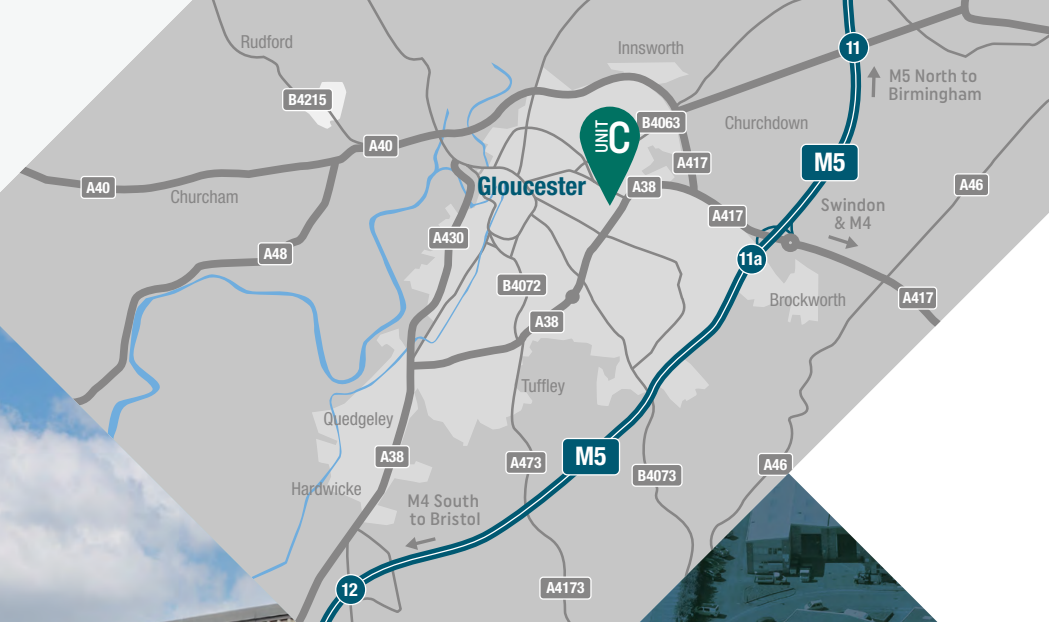 Rudford
Innsworth
11
M5 North to
Birmingham
B4215
UNIT
C
B4063
Churchdown
A40
A417
M5
A40
Churcham
Gloucester
A38
A46
A417
Swindon
& M4
A430
A48
11a
B4072
Brockworth
A417
A38
Tuffley
Quedgeley
A38
A473
M5
B4073
A46
Hardwicke
M4 South
to Bristol
12
A4173